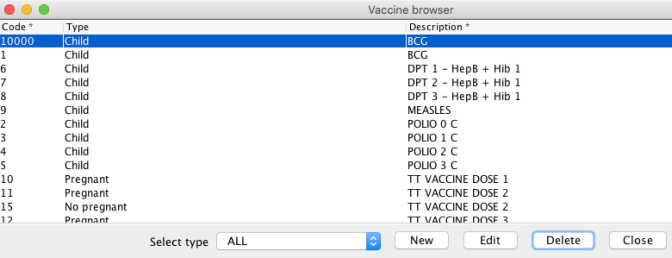 Vaccine browser
Code * Type Description *
10000 Child BCG
1 Child BCG
6 Child DPT 1 – HepB + Hib 1
7 Child DPT 2 – HepB + Hib 1
8 Child DPT 3 – HepB + Hib 1
9 Child MEASLES
2 Child POLIO 0 C
3 Child POLIO 1 C
4 Child POLIO 2 C
5 Child POLIO 3 C
10 Pregnant TT VACCINE DOSE 1
11 Pregnant TT VACCINE DOSE 2
15 No pregnant TT VACCINE DOSE 2
12 Pregnant TT VACCINE DOSE 3
Select type ALL New Edit Delete Close